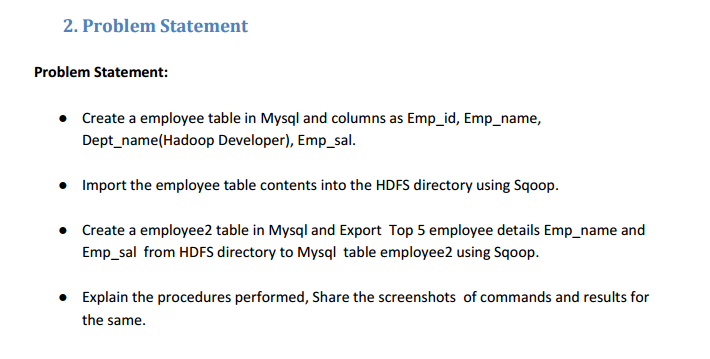 2. Problem Statement
Problem Statement:
● Create a employee table in Mysql and columns as Emp_id, Emp_name,
Dept_name(Hadoop Developer), Emp_sal.
● Import the employee table contents into the HDFS directory using Sqoop.
● Create a employee2 table in Mysql and Export Top 5 employee details Emp_name and
Emp_sal from HDFS directory to Mysql table employee2 using Sqoop.
● Explain the procedures performed, Share the screenshots of commands and results for
the same.